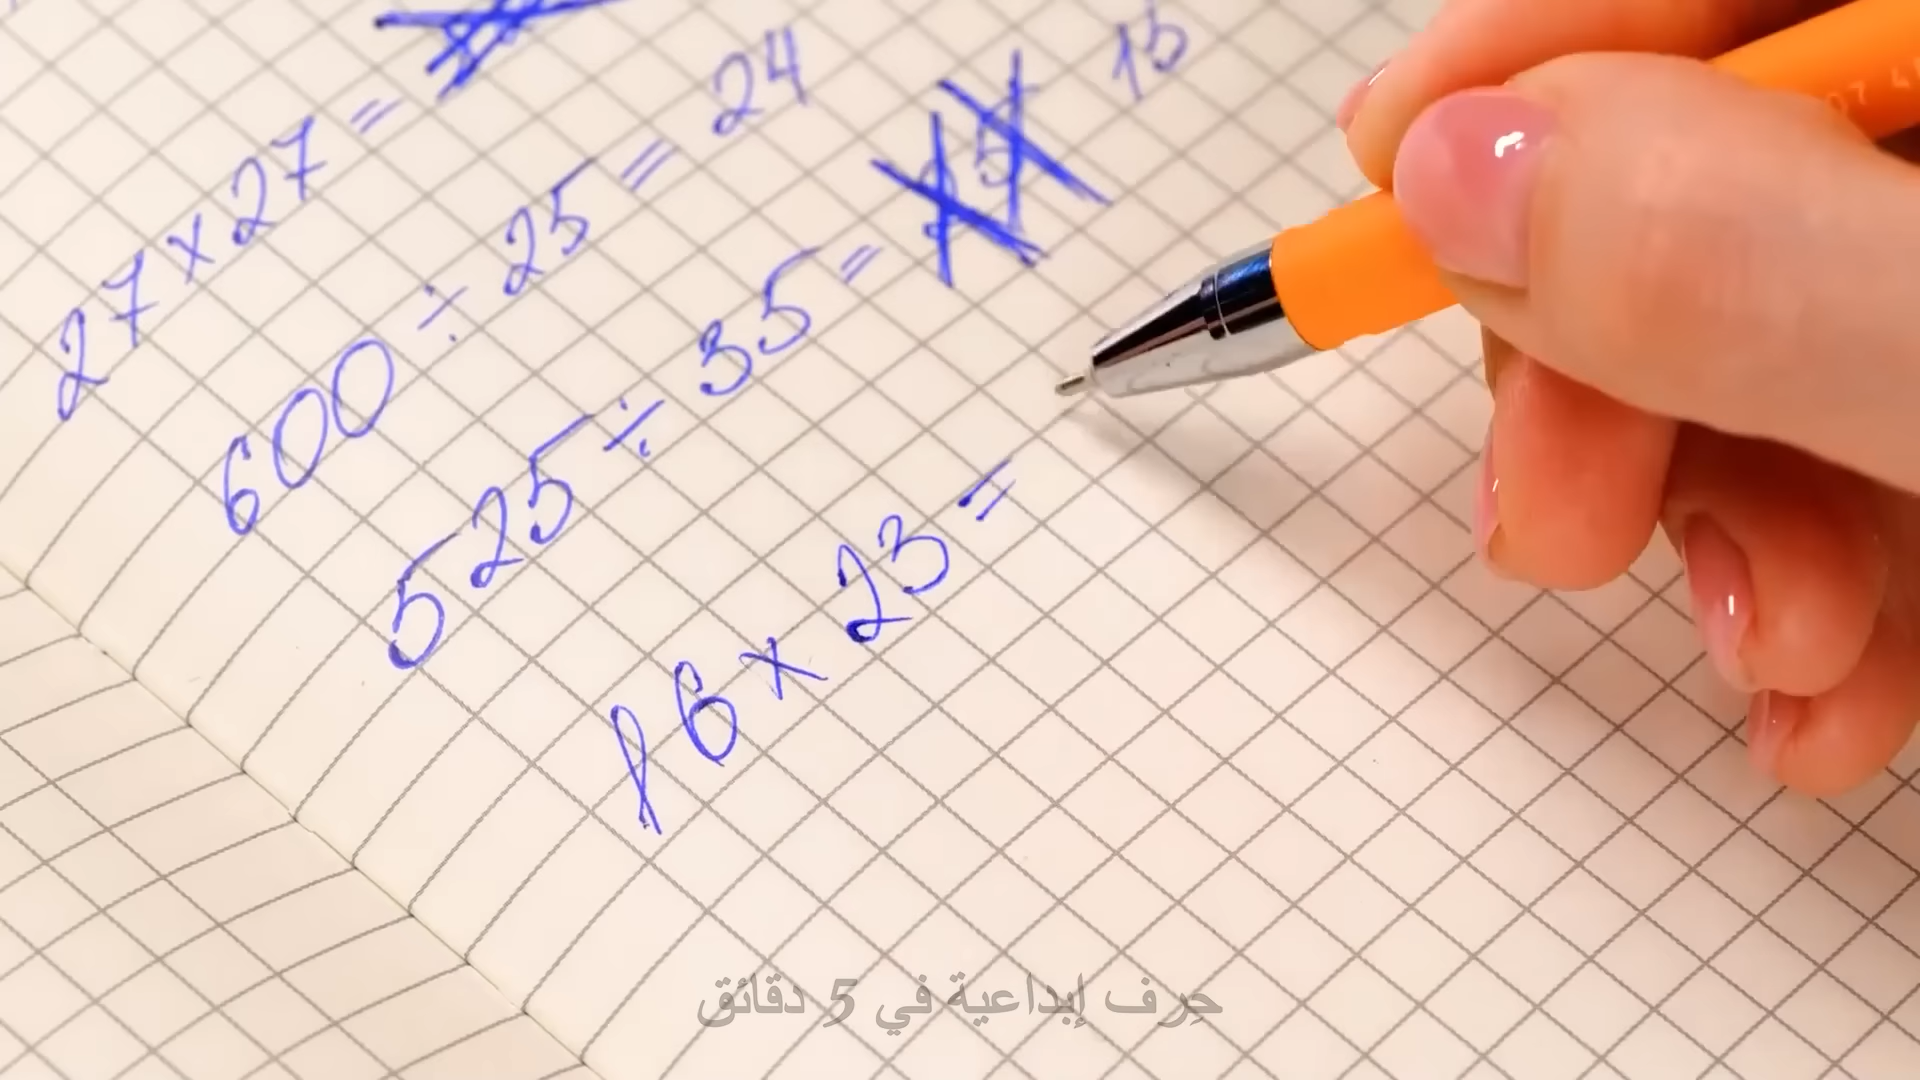 27 × 27 =
600 ÷ 25 = 24
525 ÷ 35 = 15
16 × 23 =
حِرف إبداعية في 5 دقائق